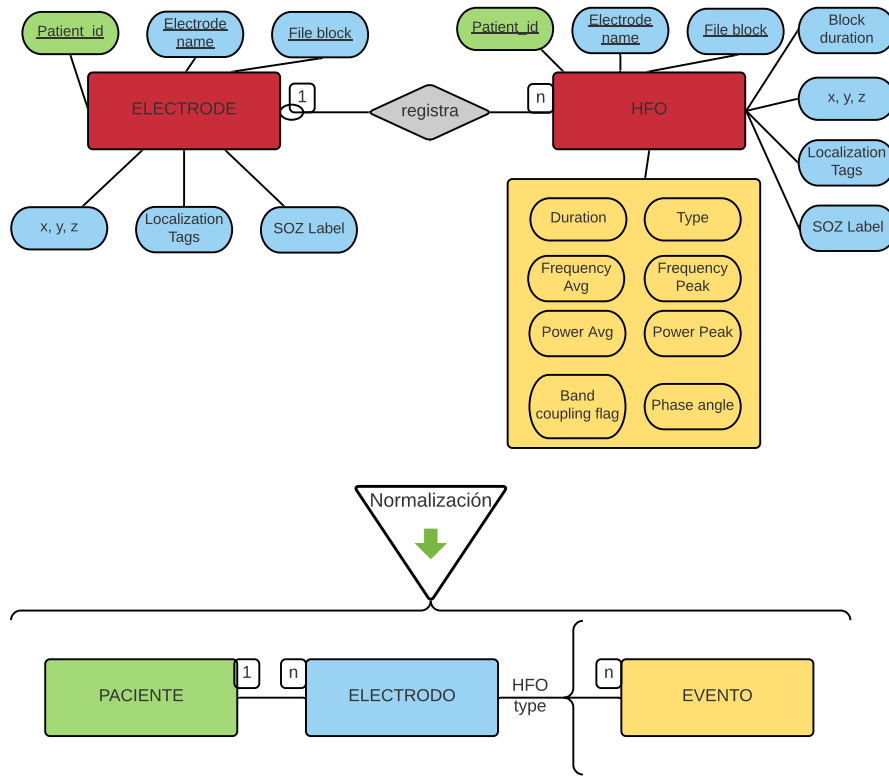 Patient_id
Electrode
name
File block
Patient_id
Electrode
name
File block
Block
duration
ELECTRODE
1
registra
n
HFO
x, y, z
Localization
Tags
x, y, z
Localization
Tags
SOZ Label
SOZ Label
Duration
Type
Frequency
Avg
Frequency
Peak
Power Avg
Power Peak
Band
coupling flag
Phase angle
Normalización
PACIENTE
1
n
ELECTRODO
HFO
type
n
EVENTO